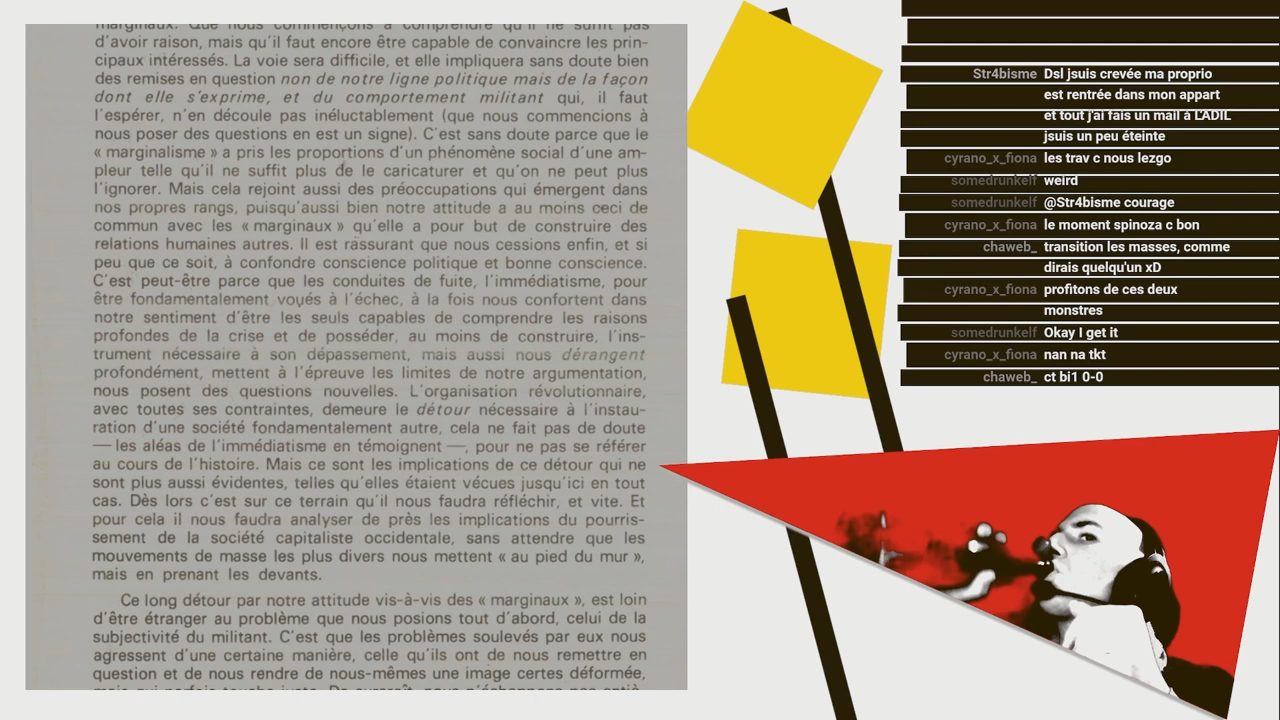 marginaux. Que nous commençons à comprendre qu'il ne suffit pas
d'avoir raison, mais qu'il faut encore être capable de convaincre les prin-
cipaux intéressés. La voie sera difficile, et elle impliquera sans doute bien
des remises en question non de notre ligne politique mais de la façon
dont elle s'exprime, et du comportement militant qui, il faut
l'espérer, n'en découle pas inéluctablement (que nous commencions à
nous poser des questions en est un signe). C'est sans doute parce que le
« marginalisme » a pris les proportions d'un phénomène social d'une am-
pleur telle qu'il ne suffit plus de le caricaturer et qu'on ne peut plus
l'ignorer. Mais cela rejoint aussi des préoccupations qui émergent dans
nos propres rangs, puisqu'aussi bien notre attitude a au moins ceci de
commun avec les « marginaux » qu'elle a pour but de construire des
relations humaines autres. Il est rassurant que nous cessions enfin, et si
peu que ce soit, à confondre conscience politique et bonne conscience.
C'est peut-être parce que les conduites de fuite, l'immédiatisme, pour
être fondamentalement voués à l'échec, à la fois nous confortent dans
notre sentiment d'être les seuls capables de comprendre les raisons
profondes de la crise et de posséder, au moins de construire, l'ins-
trument nécessaire à son dépassement, mais aussi nous dérangent
profondément, mettent à l'épreuve les limites de notre argumentation,
nous posent des questions nouvelles. L'organisation révolutionnaire,
avec toutes ses contraintes, demeure le détour nécessaire à l'instau-
ration d'une société fondamentalement autre, cela ne fait pas de doute
— les aléas de l'immédiatisme en témoignent —, pour ne pas se référer
au cours de l'histoire. Mais ce sont les implications de ce détour qui ne
sont plus aussi évidentes, telles qu'elles étaient vécues jusqu'ici en tout
cas. Dès lors c'est sur ce terrain qu'il nous faudra réfléchir, et vite. Et
pour cela il nous faudra analyser de près les implications du pourris-
sement de la société capitaliste occidentale, sans attendre que les
mouvements de masse les plus divers nous mettent « au pied du mur »,
mais en prenant les devants.
Ce long détour par notre attitude vis-à-vis des « marginaux », est loin
d'être étranger au problème que nous posions tout d'abord, celui de la
subjectivité du militant. C'est que les problèmes soulevés par eux nous
agressent d'une certaine manière, celle qu'ils ont de nous remettre en
question et de nous rendre de nous-mêmes une image certes déformée,
Str4bisme Dsl jsuis crevée ma proprio
est rentrée dans mon appart
et tout j'ai fais un mail à L'ADIL
jsuis un peu éteinte
cyrano_x_fiona les trav c nous lezgo
somedrunkelf weird
somedrunkelf @Str4bisme courage
cyrano_x_fiona le moment spinoza c bon
chaweb_ transition les masses, comme
dirais quelqu'un xD
cyrano_x_fiona profitons de ces deux
monstres
somedrunkelf Okay I get it
cyrano_x_fiona nan na tkt
chaweb_ ct bi1 0-0